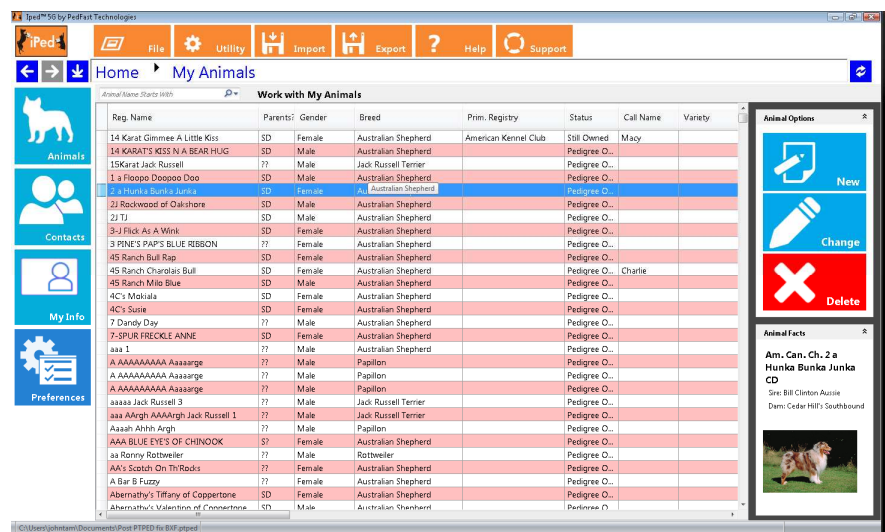 Iped™ 5G by PedFast Technologies
iPed
File
Utility
Import
Export
Help
Support
Home My Animals
Animal Name Starts With
Work with My Animals
Animals
Contacts
My Info
Preferences
Reg. Name Parents? Gender Breed Prim. Registry Status Call Name Variety
14 Karat Gimmee A Little Kiss SD Female Australian Shepherd American Kennel Club Still Owned Macy
14 KARAT'S KISS N A BEAR HUG SD Male Australian Shepherd Pedigree O...
15Karat Jack Russell ?? Male Jack Russell Terrier Pedigree O...
1 a Floopo Doopoo Doo SD Male Australian Shepherd Pedigree O...
2 a Hunka Bunka Junka SD Female Au Australian Shepherd Pedigree O...
2J Rockwood of Oakshore SD Male Australian Shepherd Pedigree O...
2J TJ SD Male Australian Shepherd Pedigree O...
3-J Flick As A Wink SD Female Australian Shepherd Pedigree O...
3 PINE'S PAP'S BLUE RIBBON ?? Female Australian Shepherd Pedigree O...
45 Ranch Bull Rap SD Female Australian Shepherd Pedigree O...
45 Ranch Charolais Bull SD Female Australian Shepherd Pedigree O... Charlie
45 Ranch Milo Blue SD Male Australian Shepherd Pedigree O...
4C's Makiala SD Female Australian Shepherd Pedigree O...
4C's Susie SD Female Australian Shepherd Pedigree O...
7 Dandy Day ?? Male Australian Shepherd Pedigree O...
7-SPUR FRECKLE ANNE SD Female Australian Shepherd Pedigree O...
aaa 1 ?? Male Australian Shepherd Pedigree O...
A AAAAAAAAA Aaaaarge ?? Male Papillon Pedigree O...
A AAAAAAAAA Aaaaarge ?? Male Papillon Pedigree O...
A AAAAAAAAA Aaaaarge ?? Male Papillon Pedigree O...
aaaaa Jack Russell 3 ?? Male Jack Russell Terrier Pedigree O...
aaa AArgh AAAArgh Jack Russell 1 ?? Male Jack Russell Terrier Pedigree O...
Aaaah Ahhh Argh ?? Male Papillon Pedigree O...
AAA BLUE EYE'S OF CHINOOK S? Female Australian Shepherd Pedigree O...
aa Ronny Rottweiler ?? Male Rottweiler Pedigree O...
AA's Scotch On Th'Rocks ?? Female Australian Shepherd Pedigree O...
A Bar B Fuzzy ?? Female Australian Shepherd Pedigree O...
Abernathy's Tiffany of Coppertone SD Female Australian Shepherd Pedigree O...
Abernathy's Valentino of Coppertone SD Male Australian Shepherd Pedigree O...
Animal Options
New
Change
Delete
Animal Facts
Am. Can. Ch. 2 a
Hunka Bunka Junka
CD
Sire: Bill Clinton Aussie
Dam: Cedar Hill's Southbound
C:\Users\johntam\Documents\Post PTPED fix BXF.ptped